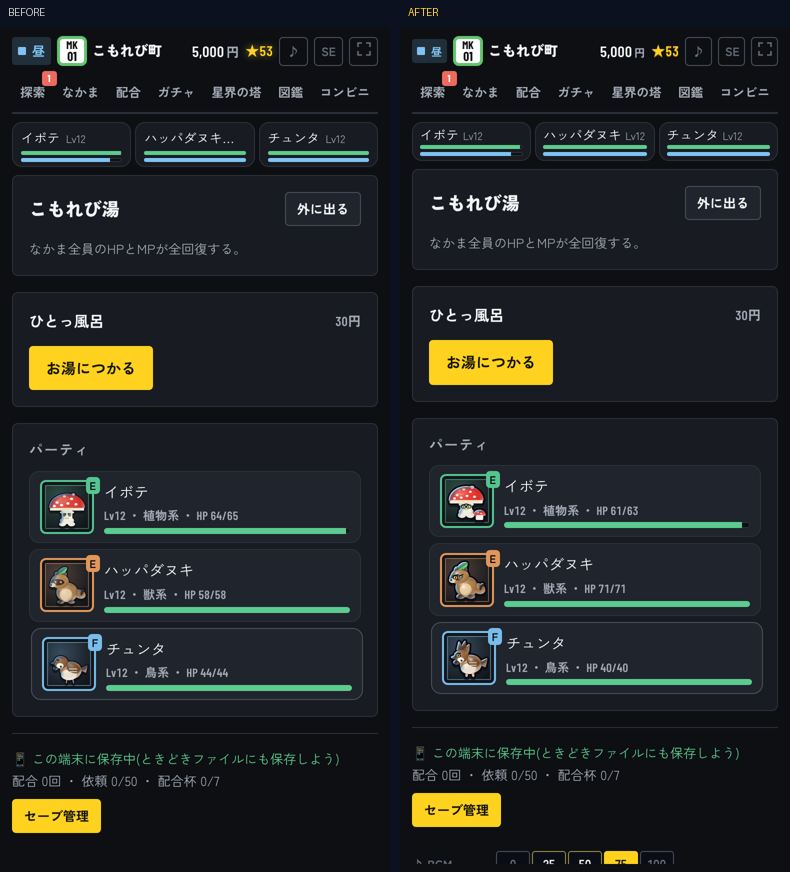 BEFORE
昼 MK 01 こもれび町 5,000 円 ★53 ♪ SE
1
探索 なかま 配合 ガチャ 星界の塔 図鑑 コンビニ
イボテ Lv12 ハッパダヌキ… チュンタ Lv12
こもれび湯 外に出る
なかま全員のHPとMPが全回復する。
ひとっ風呂 30円
お湯につかる
パーティ
E
イボテ
Lv12 ・ 植物系 ・ HP 64/65
E
ハッパダヌキ
Lv12 ・ 獣系 ・ HP 58/58
F
チュンタ
Lv12 ・ 鳥系 ・ HP 44/44
この端末に保存中(ときどきファイルにも保存しよう)
配合 0回 ・ 依頼 0/50 ・ 配合杯 0/7
セーブ管理
AFTER
昼 MK 01 こもれび町 5,000 円 ★53 ♪ SE
1
探索 なかま 配合 ガチャ 星界の塔 図鑑 コンビニ
イボテ Lv12 ハッパダヌキ Lv12 チュンタ Lv12
こもれび湯 外に出る
なかま全員のHPとMPが全回復する。
ひとっ風呂 30円
お湯につかる
パーティ
E
イボテ
Lv12 ・ 植物系 ・ HP 61/63
E
ハッパダヌキ
Lv12 ・ 獣系 ・ HP 71/71
F
チュンタ
Lv12 ・ 鳥系 ・ HP 40/40
この端末に保存中(ときどきファイルにも保存しよう)
配合 0回 ・ 依頼 0/50 ・ 配合杯 0/7
セーブ管理
♪ BGM 0 25 50 75 100